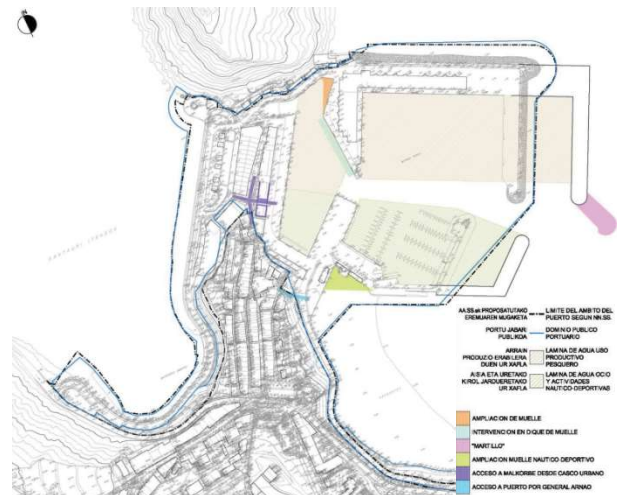 N
CANTAURI ITSASOA
AA.SS.ek PROPOSATUTAKO
EREMUAREN MUGAKETA
LIMITE DEL AMBITO DEL
PUERTO SEGUN NN.SS.
PORTU JABARI
PUBLIKOA
DOMINIO PUBLICO
PORTUARIO
ARRAIN
PRODUZIO ERABILERA
DUEN UR XAFLA
LAMINA DE AGUA USO
PRODUCTIVO
PESQUERO
AISIA ETA URETAKO
KIROL JARDUERETAKO
UR XAFLA
LAMINA DE AGUA OCIO
Y ACTIVIDADES
NAUTICO-DEPORTIVAS
AMPLIACION DE MUELLE
INTERVENCION EN DIQUE DE MUELLE
"MARTILLO"
AMPLIACION MUELLE NAUTICO DEPORTIVO
ACCESO A MALKORBE DESDE CASCO URBANO
ACCESO A PUERTO POR GENERAL ARNAO